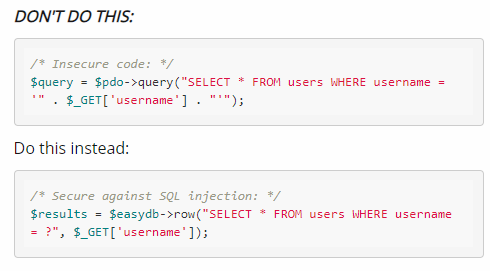 DON'T DO THIS:
/* Insecure code: */
$query = $pdo->query("SELECT * FROM users WHERE username =
'" . $_GET['username'] . "'");
Do this instead:
/* Secure against SQL injection: */
$results = $easydb->row("SELECT * FROM users WHERE username
= ?", $_GET['username']);